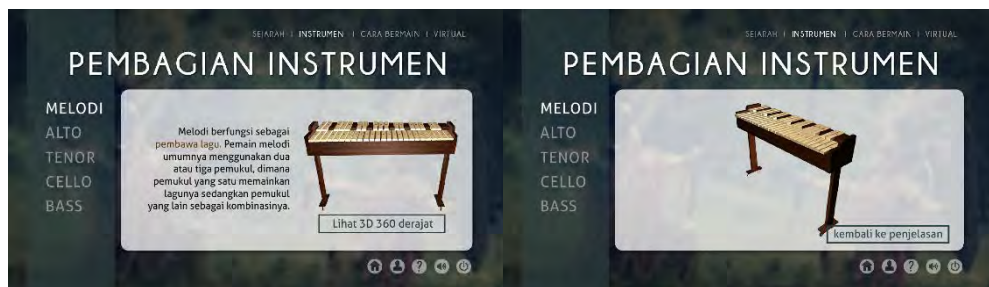 SEJARAH | INSTRUMEN | CARA BERMAIN | VIRTUAL
PEMBAGIAN INSTRUMEN
MELODI
ALTO
TENOR
CELLO
BASS
Melodi berfungsi sebagai
pembawa lagu. Pemain melodi
umumnya menggunakan dua
atau tiga pemukul, dimana
pemukul yang satu memainkan
lagunya sedangkan pemukul
yang lain sebagai kombinasinya.
Lihat 3D 360 derajat
?
SEJARAH | INSTRUMEN | CARA BERMAIN | VIRTUAL
PEMBAGIAN INSTRUMEN
MELODI
ALTO
TENOR
CELLO
BASS
kembali ke penjelasan
?